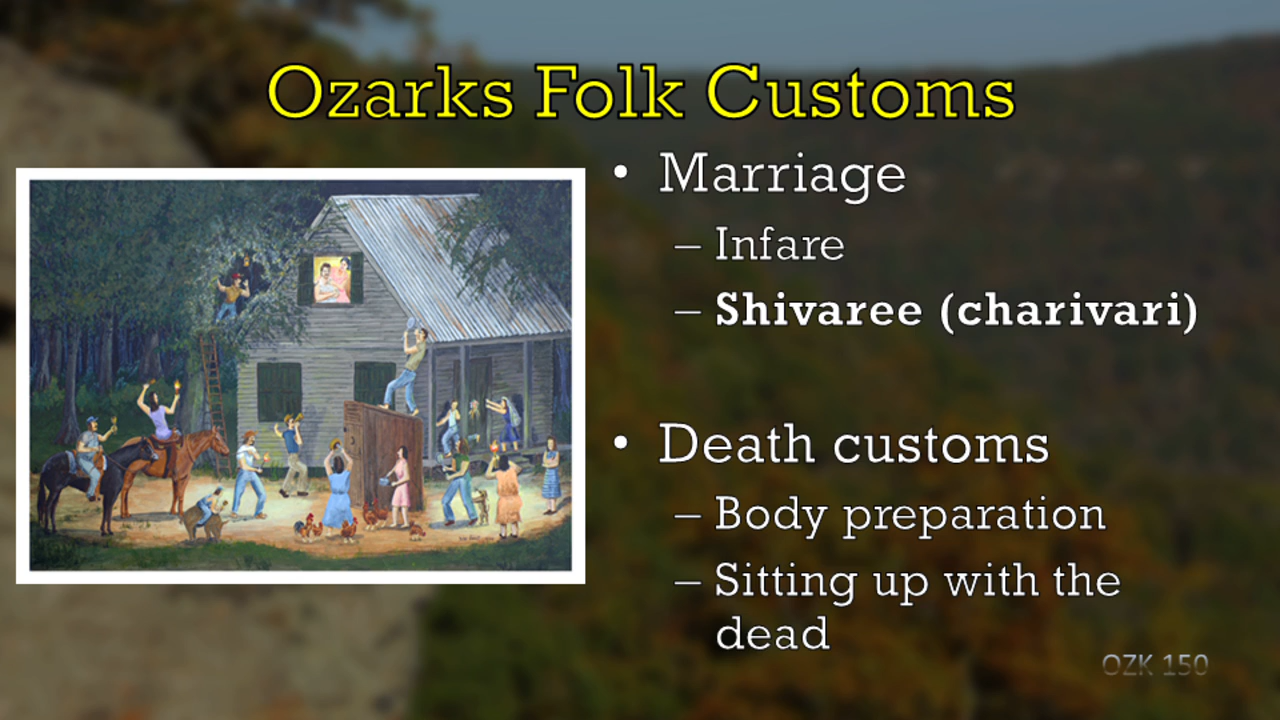 Ozarks Folk Customs
• Marriage
– Infare
– Shivaree (charivari)
• Death customs
– Body preparation
– Sitting up with the
dead
OZK 150